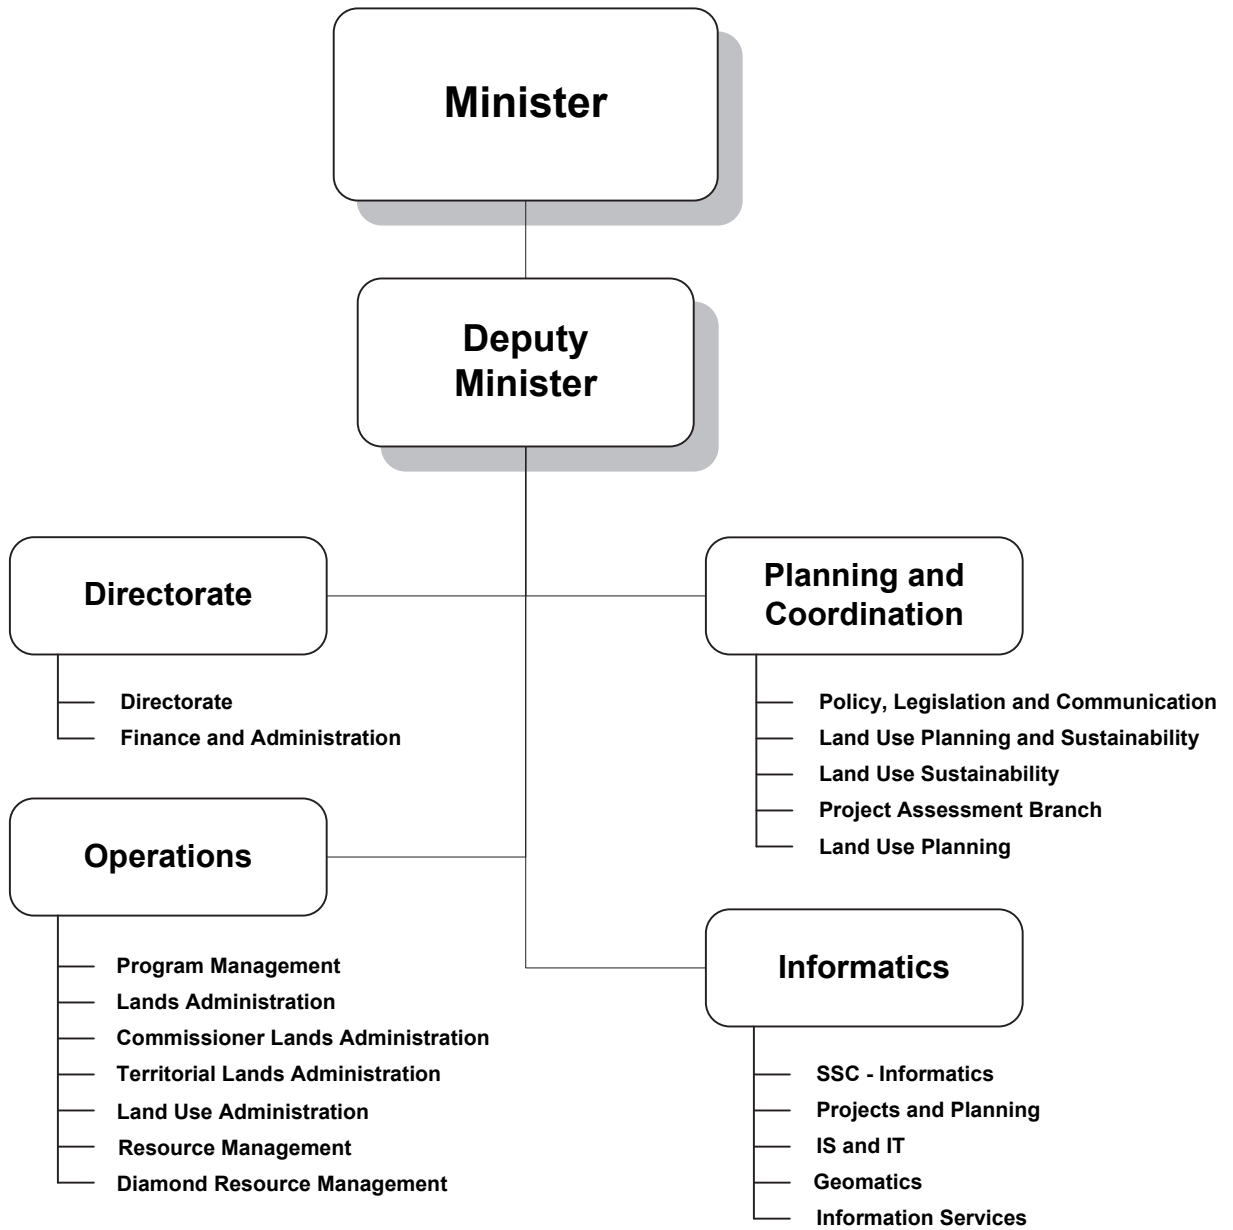 Minister
Deputy
Minister
Directorate
Directorate
Finance and Administration
Planning and
Coordination
Policy, Legislation and Communication
Land Use Planning and Sustainability
Land Use Sustainability
Project Assessment Branch
Land Use Planning
Operations
Program Management
Lands Administration
Commissioner Lands Administration
Territorial Lands Administration
Land Use Administration
Resource Management
Diamond Resource Management
Informatics
SSC - Informatics
Projects and Planning
IS and IT
Geomatics
Information Services